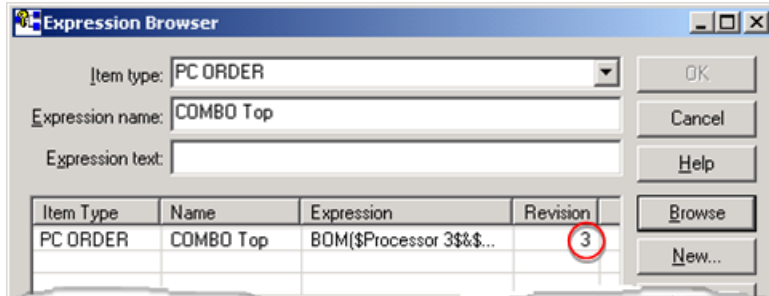 Expression Browser
Item type: PC ORDER OK
Expression name: COMBO Top Cancel
Expression text: Help
Item Type Name Expression Revision Browse
PC ORDER COMBO Top BOM($Processor 3$&$... 3
New...